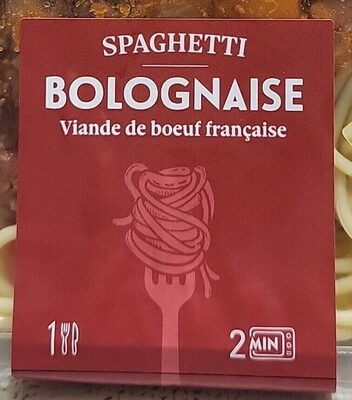 SPAGHETTI
BOLOGNAISE
Viande de boeuf française
1
2 MIN